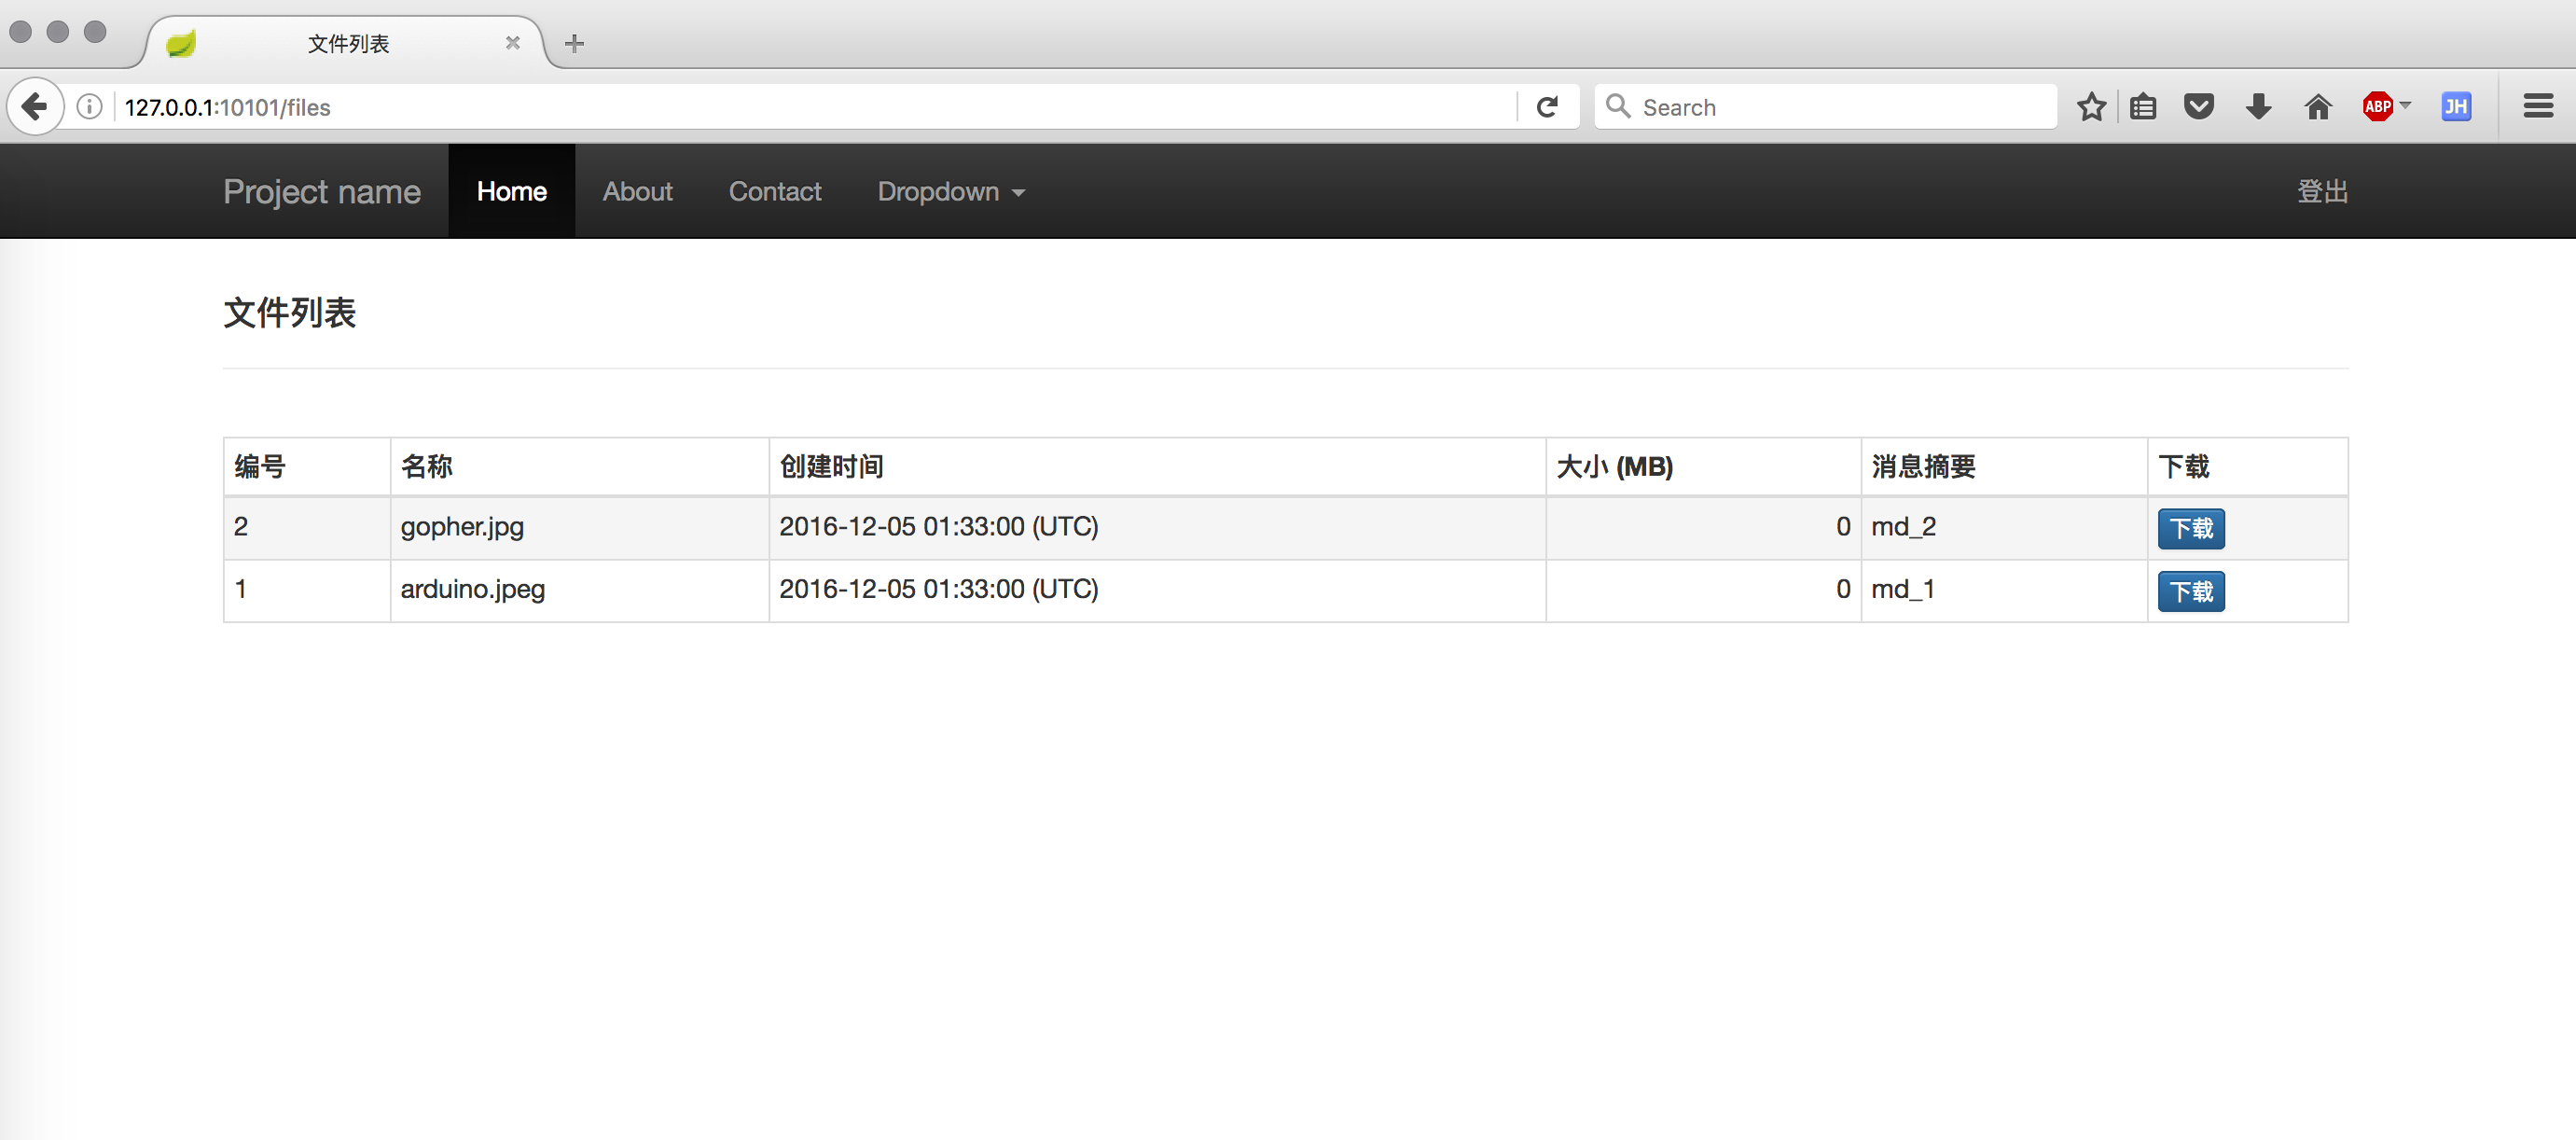 文件列表
127.0.0.1:10101/files
Search
ABP
JH
Project name Home About Contact Dropdown 登出
文件列表
编号 名称 创建时间 大小 (MB) 消息摘要 下载
2 gopher.jpg 2016-12-05 01:33:00 (UTC) 0 md_2 下载
1 arduino.jpeg 2016-12-05 01:33:00 (UTC) 0 md_1 下载